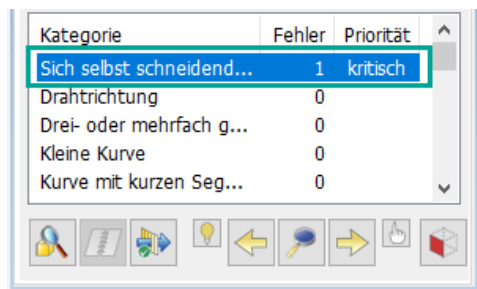 Kategorie Fehler Priorität
Sich selbst schneidend... 1 kritisch
Drahtrichtung 0
Drei- oder mehrfach g... 0
Kleine Kurve 0
Kurve mit kurzen Seg... 0